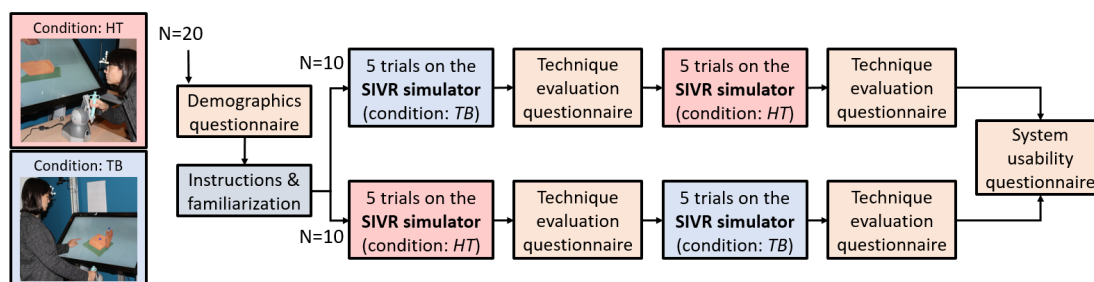 Condition: HT
Condition: TB
N=20
Demographics
questionnaire
Instructions &
familiarization
N=10
5 trials on the
SIVR simulator
(condition: TB)
Technique
evaluation
questionnaire
5 trials on the
SIVR simulator
(condition: HT)
Technique
evaluation
questionnaire
N=10
5 trials on the
SIVR simulator
(condition: HT)
Technique
evaluation
questionnaire
5 trials on the
SIVR simulator
(condition: TB)
Technique
evaluation
questionnaire
System
usability
questionnaire